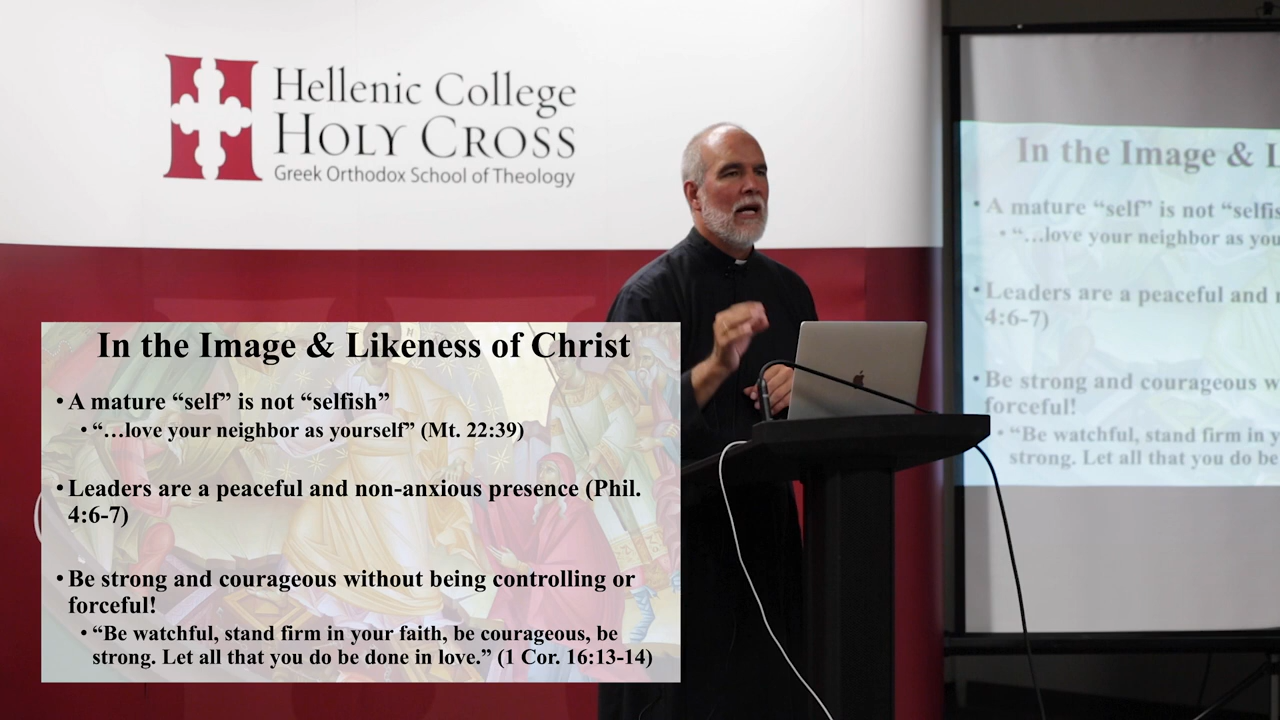 Hellenic College
HOLY CROSS
Greek Orthodox School of Theology
In the Image & Likeness of Christ
• A mature “self” is not “selfish”
• “…love your neighbor as yourself” (Mt. 22:39)
• Leaders are a peaceful and non-anxious presence (Phil.
4:6-7)
• Be strong and courageous without being controlling or
forceful!
• “Be watchful, stand firm in your faith, be courageous, be
strong. Let all that you do be done in love.” (1 Cor. 16:13-14)
In the Image & L
• A mature “self” is not “selfis
• “…love your neighbor as you
• Leaders are a peaceful and
4:6-7)
• Be strong and courageous w
forceful!
• “Be watchful, stand firm in y
strong. Let all that you do be